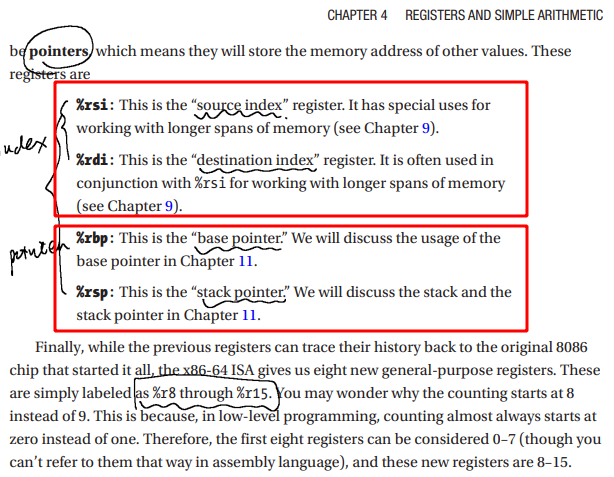 CHAPTER 4 REGISTERS AND SIMPLE ARITHMETIC
be pointers, which means they will store the memory address of other values. These
registers are
%rsi: This is the “source index” register. It has special uses for
working with longer spans of memory (see Chapter 9).
index
%rdi: This is the “destination index” register. It is often used in
conjunction with %rsi for working with longer spans of memory
(see Chapter 9).
pointer
%rbp: This is the “base pointer.” We will discuss the usage of the
base pointer in Chapter 11.
%rsp: This is the “stack pointer.” We will discuss the stack and the
stack pointer in Chapter 11.
Finally, while the previous registers can trace their history back to the original 8086
chip that started it all, the x86-64 ISA gives us eight new general-purpose registers. These
are simply labeled as %r8 through %r15. You may wonder why the counting starts at 8
instead of 9. This is because, in low-level programming, counting almost always starts at
zero instead of one. Therefore, the first eight registers can be considered 0–7 (though you
can’t refer to them that way in assembly language), and these new registers are 8–15.